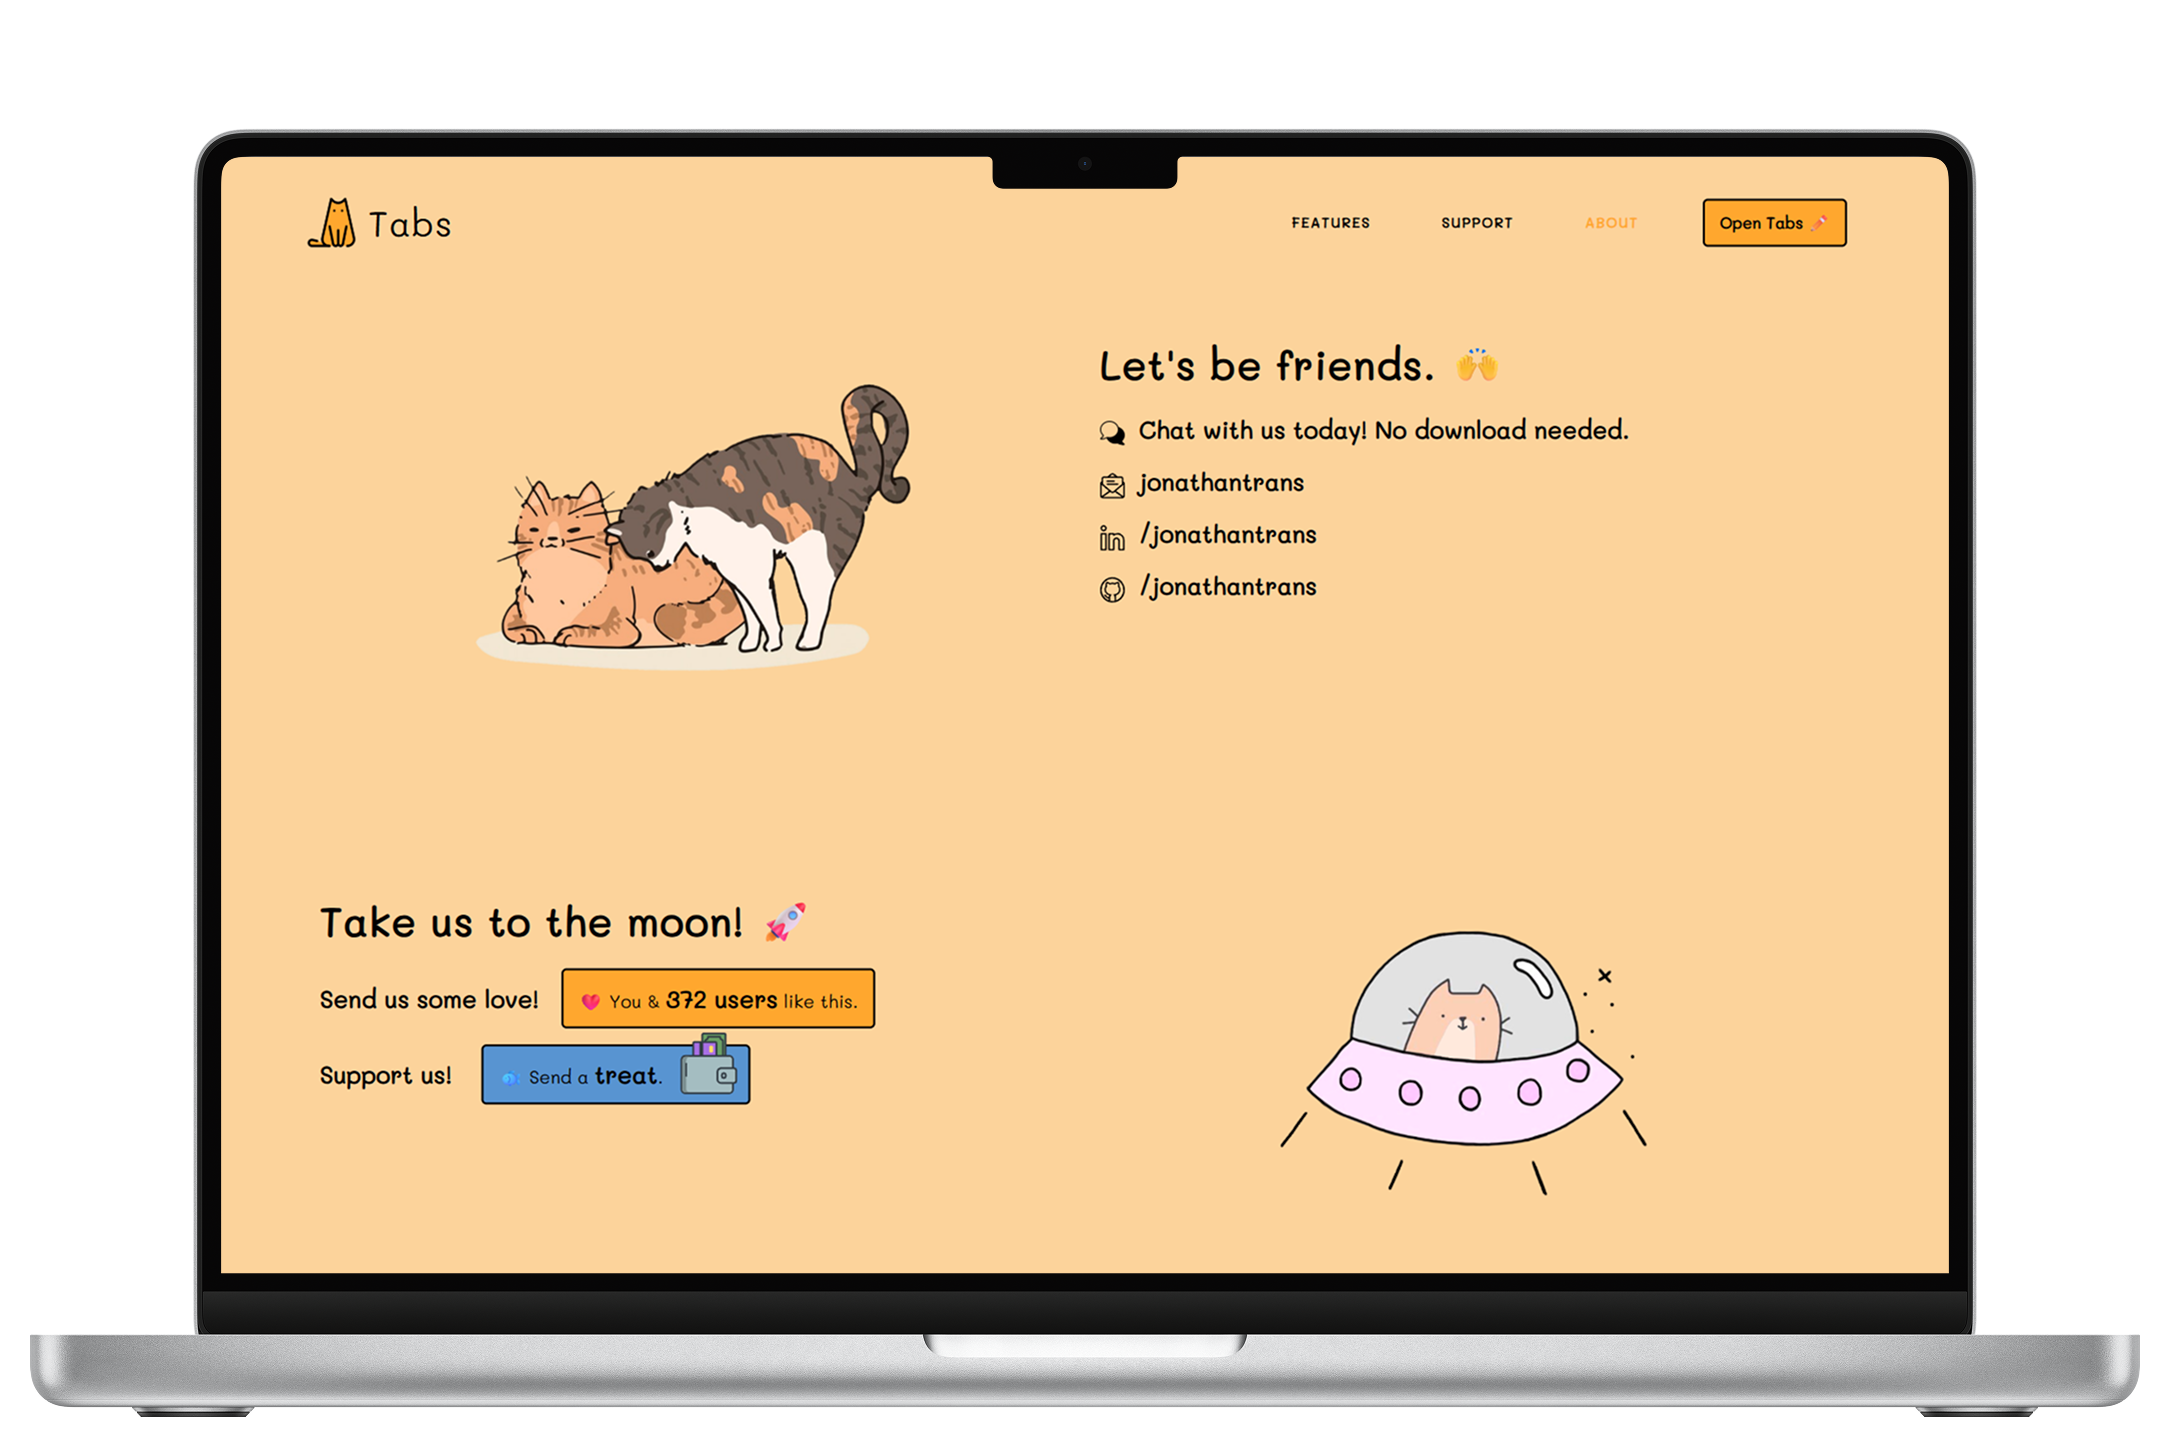 Tabs
FEATURES
SUPPORT
ABOUT
Open Tabs
Let's be friends.
Chat with us today! No download needed.
jonathantrans
in /jonathantrans
/jonathantrans
Take us to the moon!
Send us some love!
You & 372 users like this.
Support us!
Send a treat.